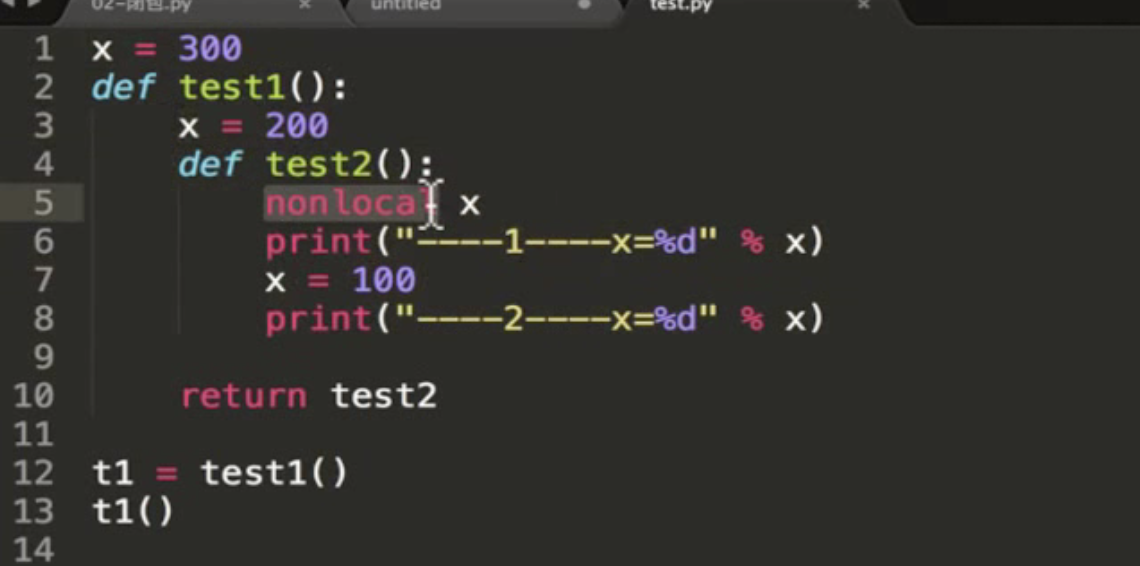 02-闭包.py untitled test.py
1 x = 300
2 def test1():
3     x = 200
4     def test2():
5         nonlocal x
6         print("----1----x=%d" % x)
7         x = 100
8         print("----2----x=%d" % x)
9
10     return test2
11
12 t1 = test1()
13 t1()
14